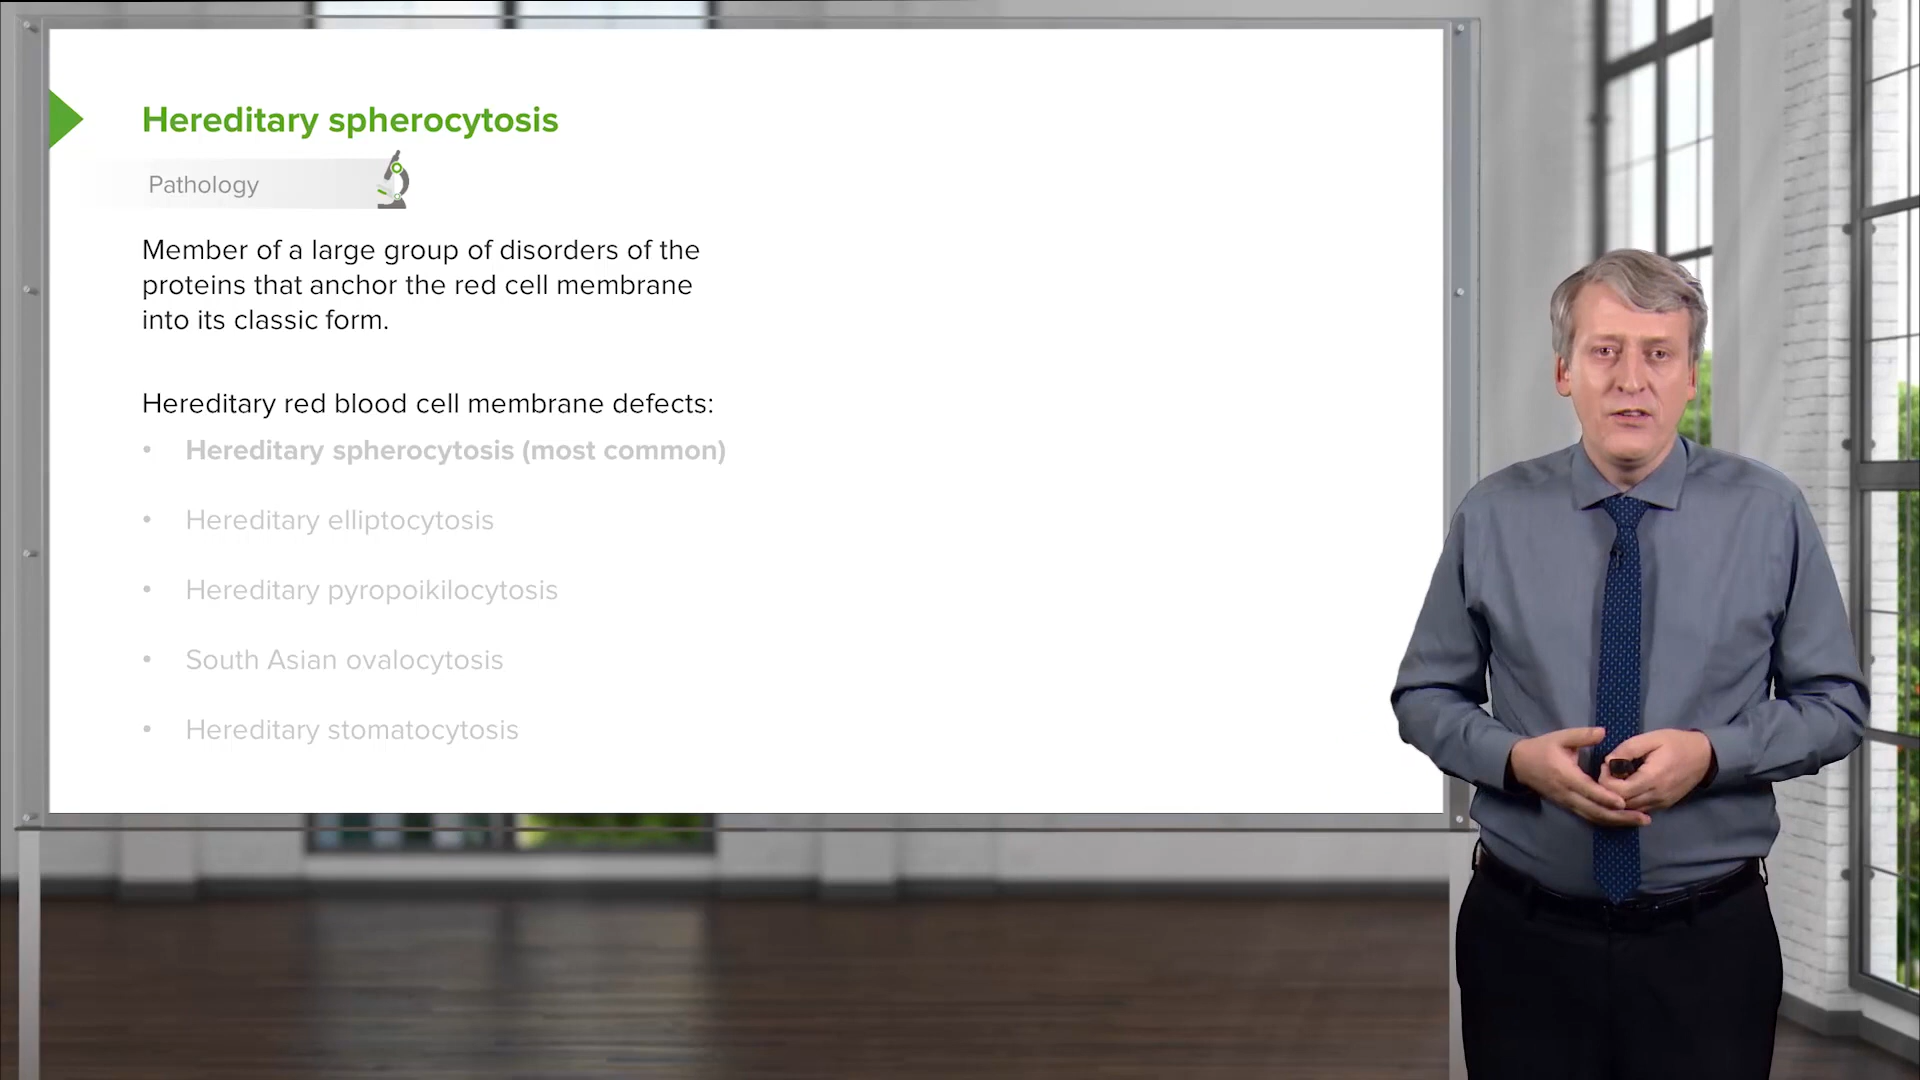 Hereditary spherocytosis
Pathology
Member of a large group of disorders of the
proteins that anchor the red cell membrane
into its classic form.
Hereditary red blood cell membrane defects:
• Hereditary spherocytosis (most common)
• Hereditary elliptocytosis
• Hereditary pyropoikilocytosis
• South Asian ovalocytosis
• Hereditary stomatocytosis